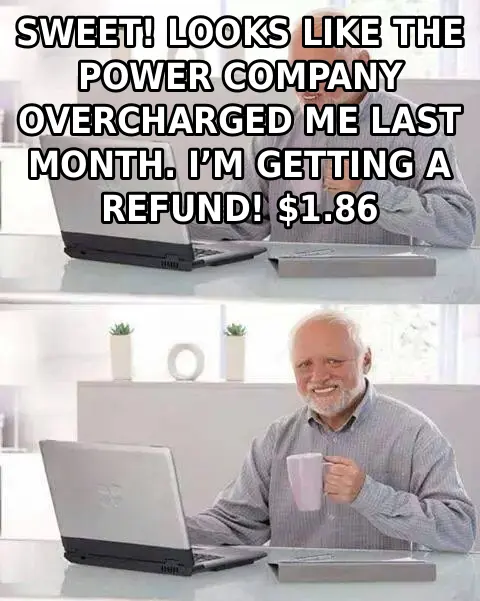 SWEET! LOOKS LIKE THE
POWER COMPANY
OVERCHARGED ME LAST
MONTH. I’M GETTING A
REFUND! $1.86